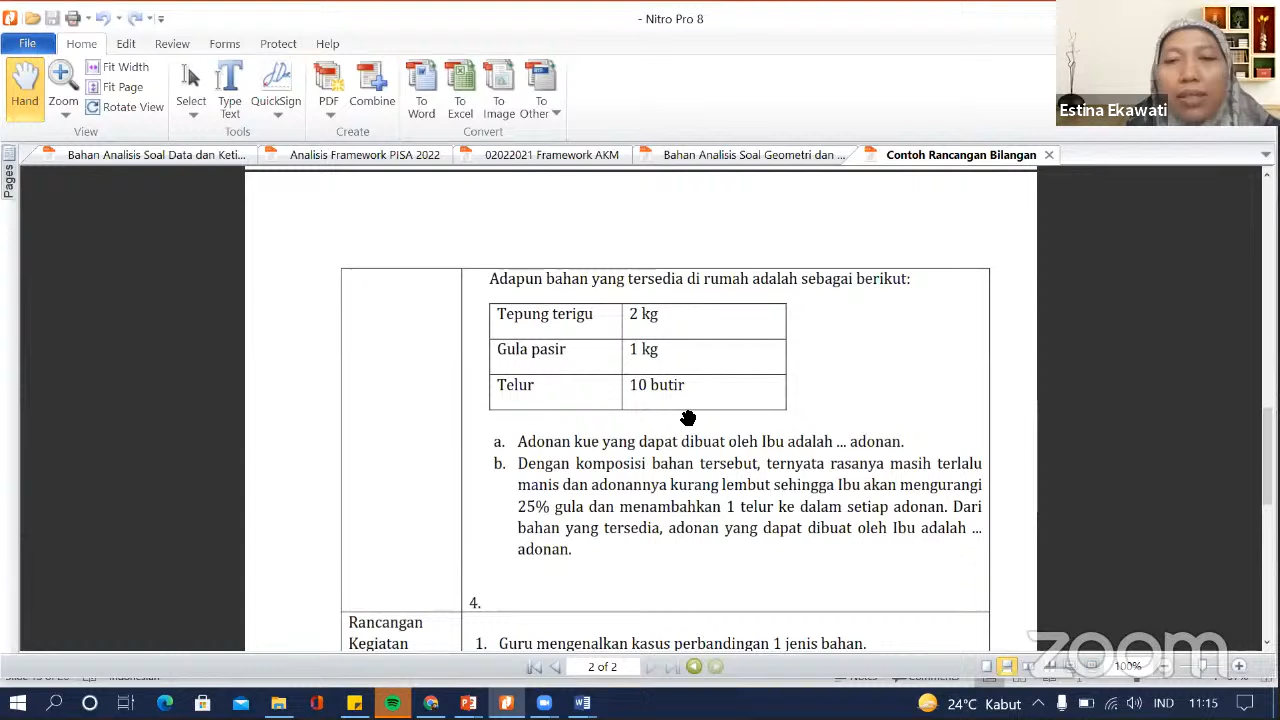 - Nitro Pro 8
File Home Edit Review Forms Protect Help
Fit Width
Fit Page
Rotate View
Hand Zoom Select Type Text QuickSign PDF Combine To Word To Excel To Image To Other
View Tools Create Convert
Estina Ekawati
Bahan Analisis Soal Data dan Keti... Analisis Framework PISA 2022 02022021 Framework AKM Bahan Analisis Soal Geometri dan ... Contoh Rancangan Bilangan
Pages
Adapun bahan yang tersedia di rumah adalah sebagai berikut:
Tepung terigu 2 kg
Gula pasir 1 kg
Telur 10 butir
a. Adonan kue yang dapat dibuat oleh Ibu adalah ... adonan.
b. Dengan komposisi bahan tersebut, ternyata rasanya masih terlalu
manis dan adonannya kurang lembut sehingga Ibu akan mengurangi
25% gula dan menambahkan 1 telur ke dalam setiap adonan. Dari
bahan yang tersedia, adonan yang dapat dibuat oleh Ibu adalah ...
adonan.
4.
Rancangan
Kegiatan
1. Guru mengenalkan kasus perbandingan 1 jenis bahan.
zoom
2 of 2
100%
24°C Kabut IND 11:15